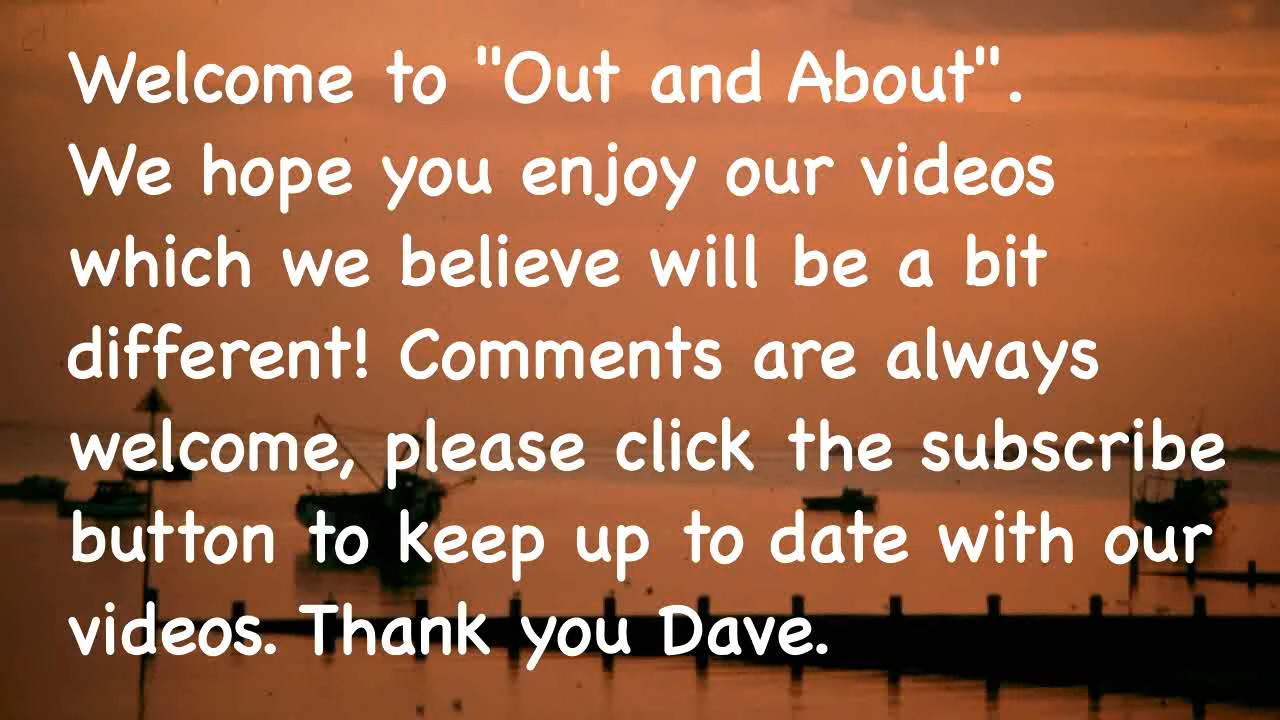 Welcome to "Out and About".
We hope you enjoy our videos
which we believe will be a bit
different! Comments are always
welcome, please click the subscribe
button to keep up to date with our
videos. Thank you Dave.